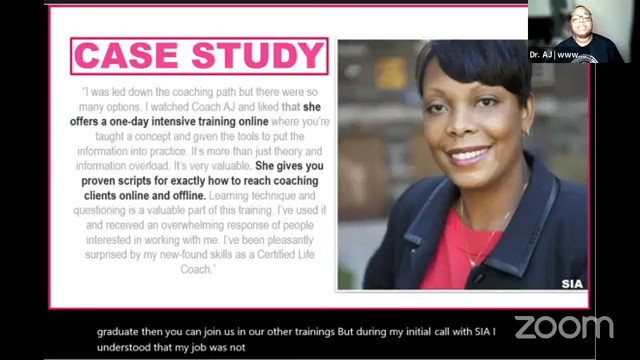 CASE STUDY
"I was led down the coaching path but there were so
many options. I watched Coach AJ and liked that she
offers a one-day intensive training online where you're
taught a concept and given the tools to put the
information into practice. It's more than just theory and
information overload. It's very valuable. She gives you
proven scripts for exactly how to reach coaching
clients online and offline. Learning technique and
questioning is a valuable part of this training. I've used it
and received an overwhelming response of people
interested in working with me. I've been pleasantly
surprised by my new-found skills as a Certified Life
Coach."
SIA
Dr. AJ | www
zoom
graduate then you can join us in our other trainings But during my initial call with SIA I
understood that my job was not